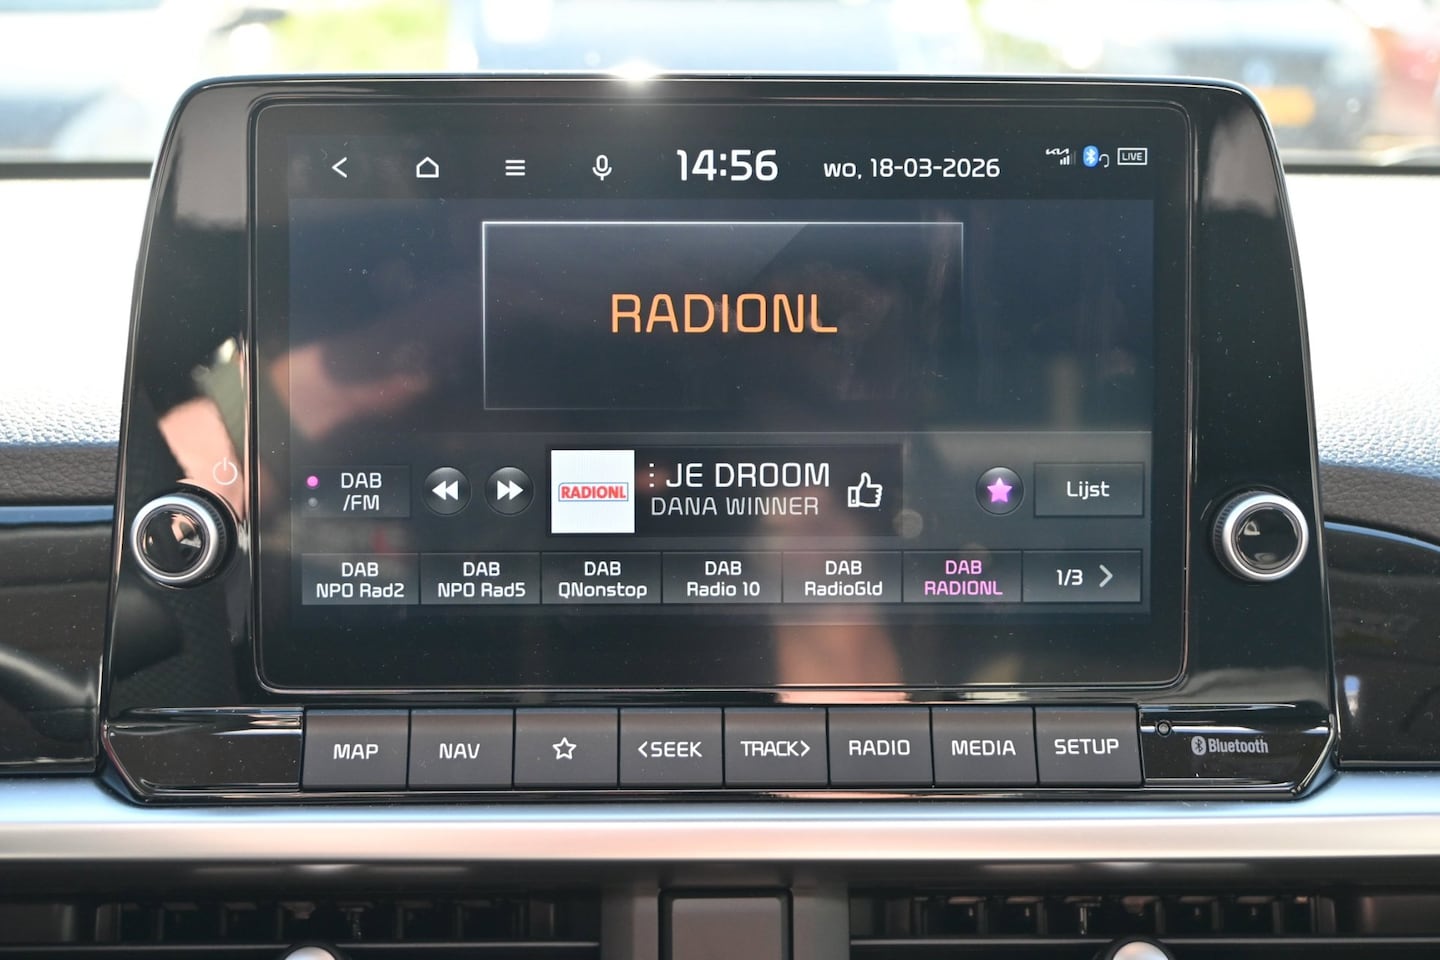 14:56 wo, 18-03-2026 KIA LIVE
RADIONL
DAB
/FM
RADIONL
: JE DROOM
DANA WINNER
Lijst
DAB
NPO Rad2
DAB
NPO Rad5
DAB
QNonstop
DAB
Radio 10
DAB
RadioGld
DAB
RADIONL
1/3
MAP NAV <SEEK TRACK> RADIO MEDIA SETUP
Bluetooth